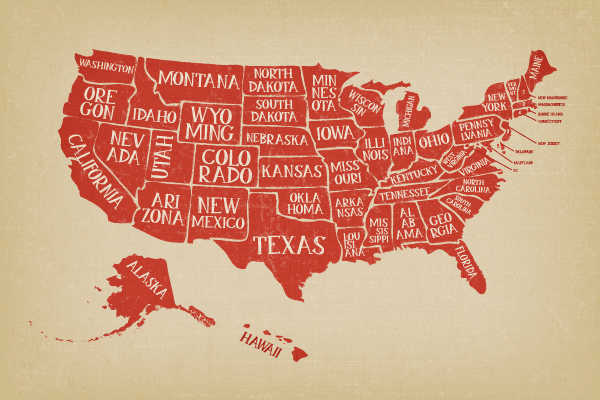 WASHINGTON
ORE
GON
CALIFORNIA
NEV
ADA
IDAHO
MONTANA
WYO
MING
UTAH
COLO
RADO
ARI
ZONA
NEW
MEXICO
NORTH
DAKOTA
SOUTH
DAKOTA
NEBRASKA
KANSAS
OKLA
HOMA
TEXAS
MIN
NES
OTA
IOWA
MISS
OURI
ARKA
NSAS
LOU
ISI
ANA
WISCON
SIN
ILLI
NOIS
MICHIGAN
INDI
ANA
OHIO
KENTUCKY
TENNESSEE
MIS
SIS
SIPPI
AL
AB
AMA
GEO
RGIA
FLORIDA
SOUTH
CAROLINA
NORTH
CAROLINA
VIRGINIA
WEST
VIRGINIA
PENNSY
LVANIA
NEW
YORK
MAINE
NEW HAMPSHIRE
MASSACHUSETTS
RHODE ISLAND
CONNECTICUT
NEW JERSEY
DELAWARE
MARYLAND
DC
ALASKA
HAWAII